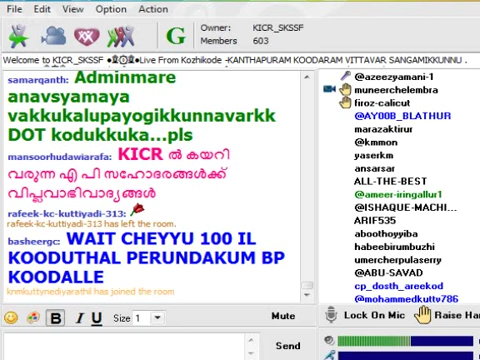 File Edit View Option Action
G Owner: KICR_SKSSF
Members 603
Welcome to KICR_SKSSF Live From Kozhikode -KANTHAPURAM KOODARAM VITTAVAR SANGAMIKKUNNU .
samarqanth: Adminmare
anavsyamaya
vakkukalupayogikkunnavarkk
DOT kodukkuka...pls
mansoorhudawiarafa: KICR ൽ കയറി
വരുന്ന എ പി സഹോദരങ്ങൾക്ക്
വിപ്ലവാഭിവാദ്യങ്ങൾ
rafeek-kc-kuttiyadi-313:
rafeek-kc-kuttiyadi-313 has left the room.
basheergc: WAIT CHEYYU 100 IL
KOODUTHAL PERUNDAKUM BP
KOODALLE
knmkuttynediyarathil has joined the room
@azeezyamani-1
muneerchelembra
firoz-calicut
@AY00B_BLATHUR
marazaktirur
@kmmon
yaserkm
ansarsar
ALL-THE-BEST
@ameer-iringallur1
@ISHAQUE-MACHI...
ARIF535
aboothoyyiba
habeebirumbuzhi
umercherpulaserry
@ABU-SAVAD
cp_dosth_areekod
@mohammedkutty786
B I U Size 1 Mute
Lock On Mic Raise Han
Send